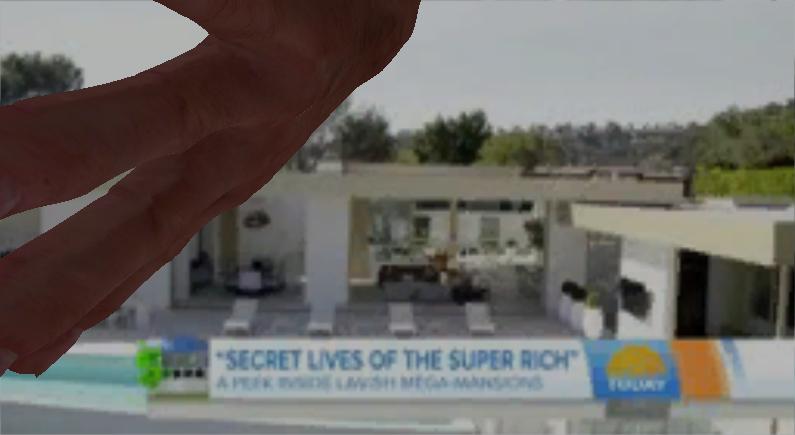 "SECRET LIVES OF THE SUPER RICH"
A PEEK INSIDE LAVISH MEGA-MANSIONS
TODAY